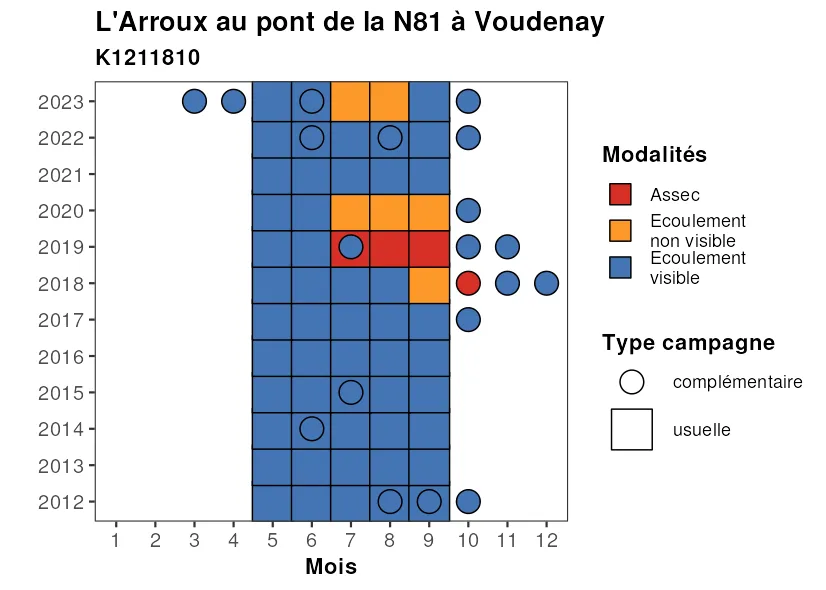 L'Arroux au pont de la N81 à Voudenay
K1211810
2023
2022
2021
2020
2019
2018
2017
2016
2015
2014
2013
2012
1 2 3 4 5 6 7 8 9 10 11 12
Mois
Modalités
Assec
Ecoulement
non visible
Ecoulement
visible
Type campagne
complémentaire
usuelle